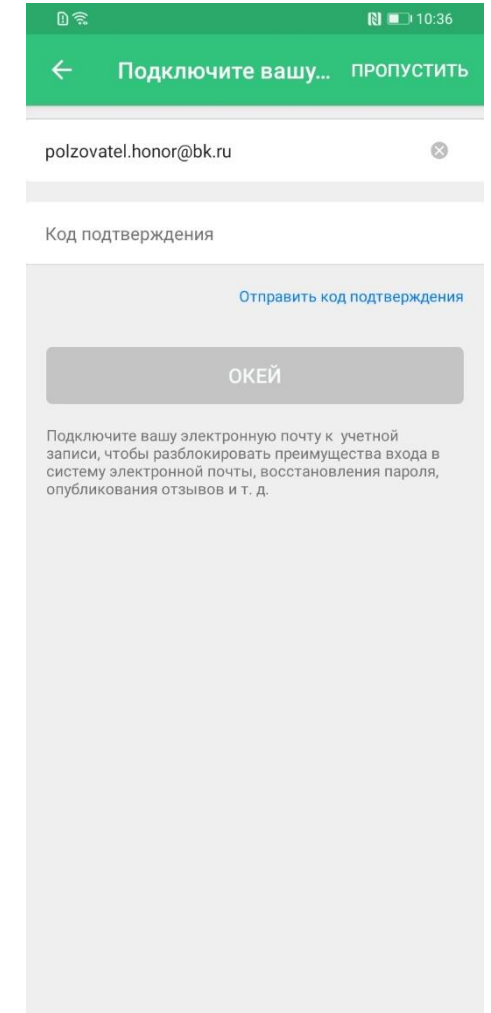 10:36
Подключите вашу... ПРОПУСТИТЬ
polzovatel.honor@bk.ru
Код подтверждения
Отправить код подтверждения
ОКЕЙ
Подключите вашу электронную почту к учетной
записи, чтобы разблокировать преимущества входа в
систему электронной почты, восстановления пароля,
опубликования отзывов и т. д.